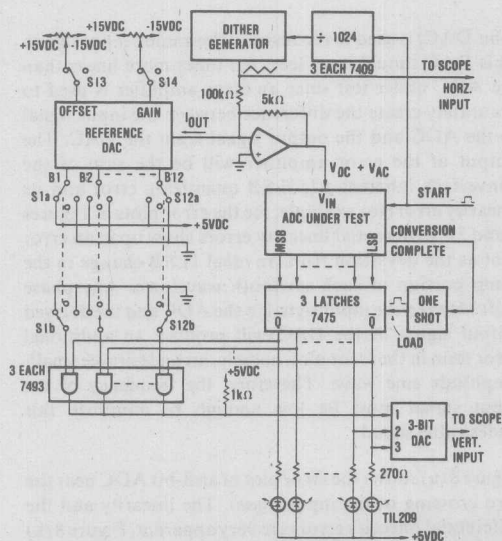 +15VDC
-15VDC
+15VDC
-15VDC
S13
S14
DITHER
GENERATOR
÷ 1024
3 EACH 7409
TO SCOPE
HORZ.
INPUT
100kΩ
5kΩ
OFFSET
GAIN
REFERENCE
DAC
IOUT
VDC + VAC
B1
B2
B12
VIN
START
ADC UNDER TEST
CONVERSION
COMPLETE
S1a
S12a
+5VDC
MSB
LSB
3 LATCHES
7475
Q̅
Q̅
ONE
SHOT
LOAD
S1b
S12b
3 EACH
7493
+5VDC
1kΩ
1
2
3
3-BIT
DAC
TO SCOPE
VERT.
INPUT
270Ω
TIL209
+5VDC